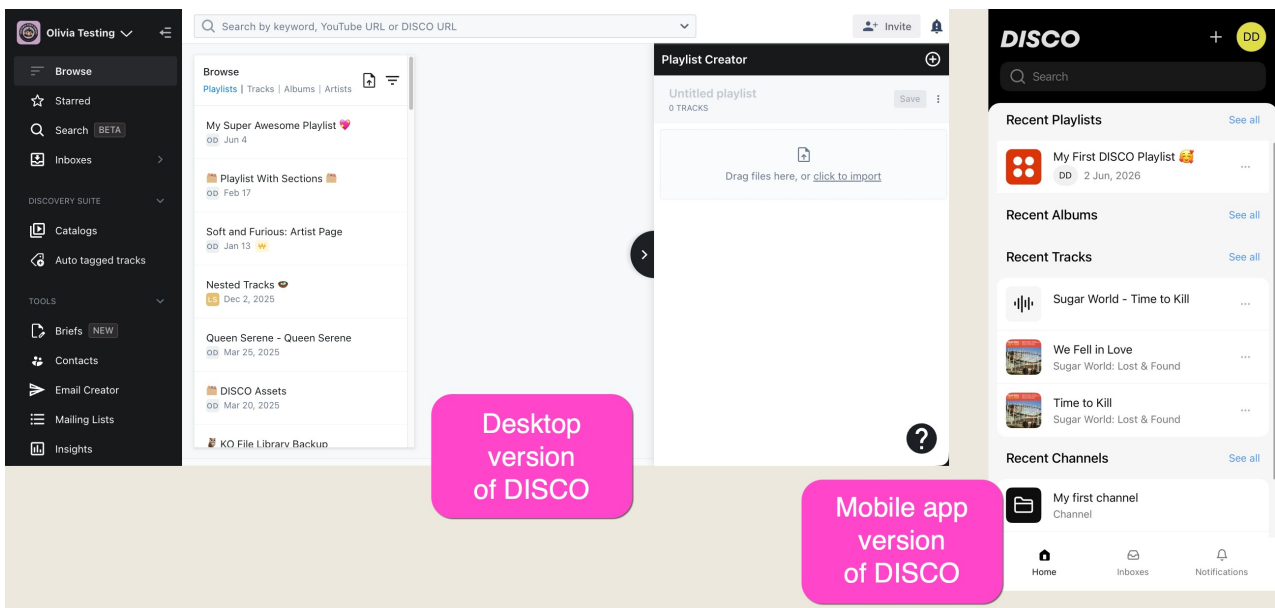 Olivia Testing
Browse
Starred
Search BETA
Inboxes
DISCOVERY SUITE
Catalogs
Auto tagged tracks
TOOLS
Briefs NEW
Contacts
Email Creator
Mailing Lists
Insights
Search by keyword, YouTube URL or DISCO URL
Invite
Browse
Playlists | Tracks | Albums | Artists
My Super Awesome Playlist 💖
OD Jun 4
🗂️ Playlist With Sections 🗂️
OD Feb 17
Soft and Furious: Artist Page
OD Jan 13 W
Nested Tracks
LS Dec 2, 2025
Queen Serene - Queen Serene
OD Mar 25, 2025
🗂️ DISCO Assets
OD Mar 20, 2025
KO File Library Backup
Playlist Creator
Untitled playlist
0 TRACKS
Save
Drag files here, or click to import
?
Desktop
version
of DISCO
DISCO
DD
Search
Recent Playlists See all
My First DISCO Playlist 🥰
DD 2 Jun, 2026
Recent Albums See all
Recent Tracks See all
Sugar World - Time to Kill
We Fell in Love
Sugar World: Lost & Found
Time to Kill
Sugar World: Lost & Found
Recent Channels See all
My first channel
Channel
Home Inboxes Notifications
Mobile app
version
of DISCO